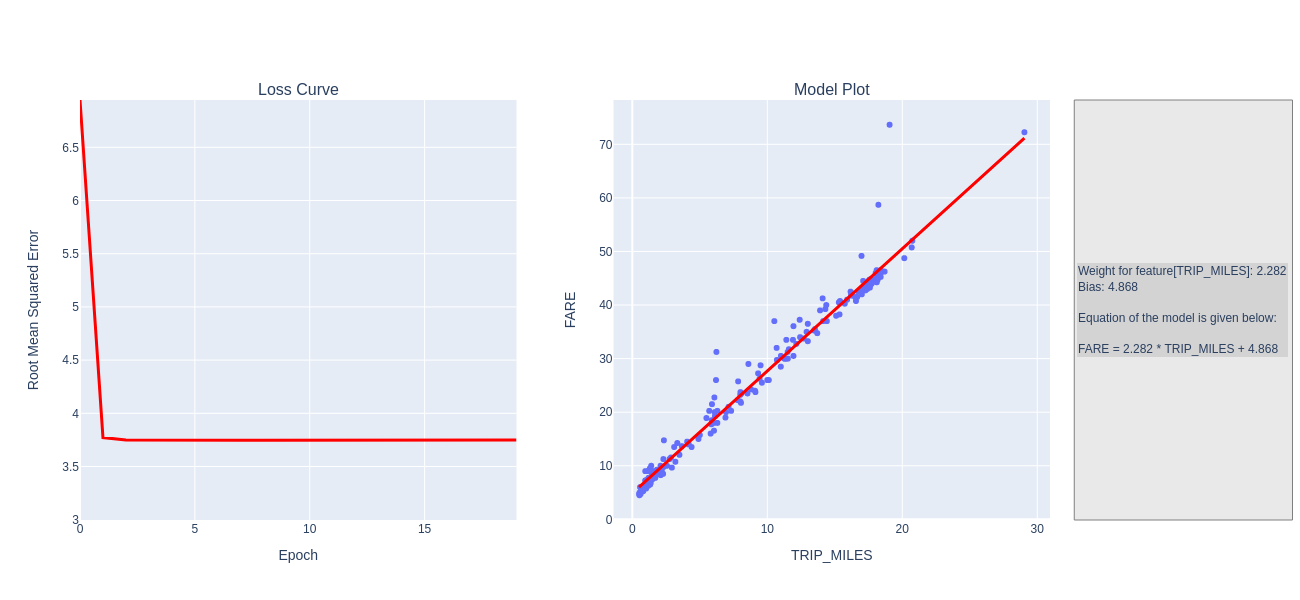 Loss Curve
Root Mean Squared Error
6.5
6
5.5
5
4.5
4
3.5
3
0
5
10
15
Epoch
Model Plot
FARE
70
60
50
40
30
20
10
0
0
10
20
30
TRIP_MILES
Weight for feature[TRIP_MILES]: 2.282
Bias: 4.868
Equation of the model is given below:
FARE = 2.282 * TRIP_MILES + 4.868